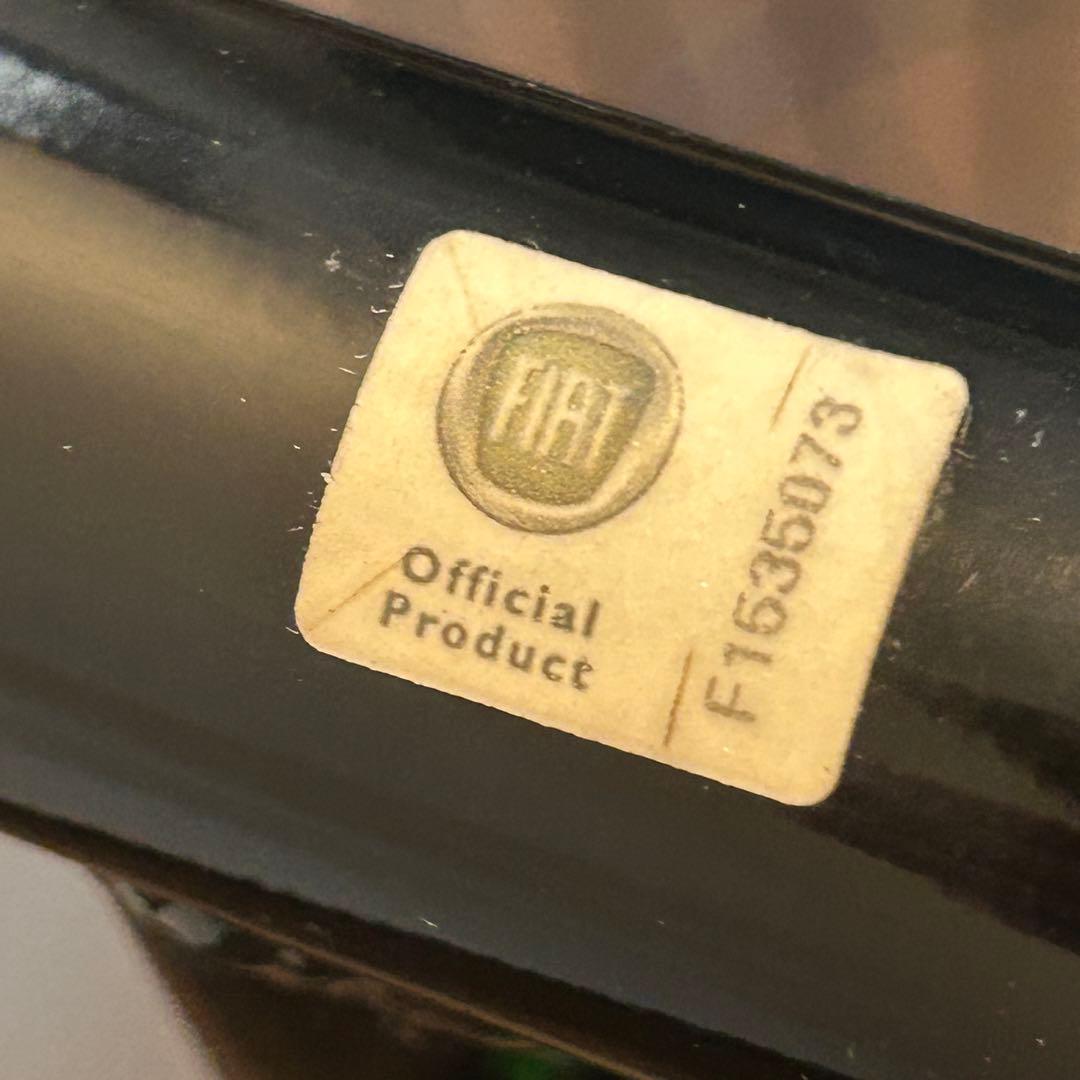 FIAT
Official
Product
F1635073